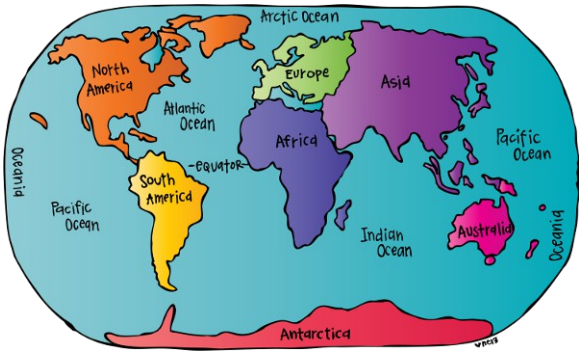 Arctic Ocean
North
America
Europe
Asia
Atlantic
Ocean
Africa
Pacific
Ocean
Oceania
-equator-
South
America
Pacific
Ocean
Indian
Ocean
Australia
Oceania
Antarctica